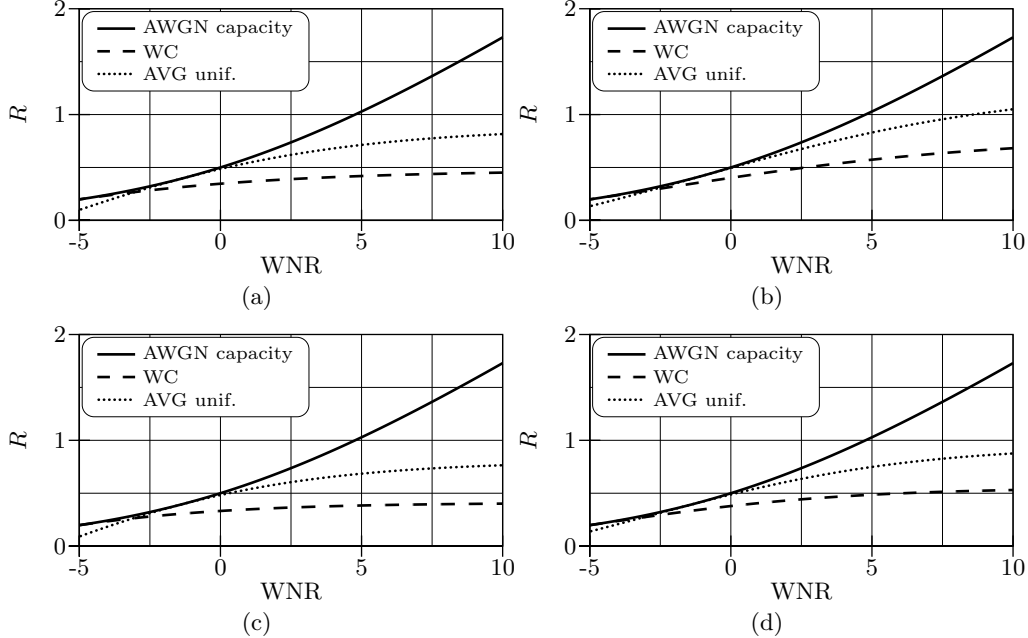 2
1
0
R
AWGN capacity
WC
AVG unif.
-5
0
5
10
WNR
(a)
2
1
0
R
AWGN capacity
WC
AVG unif.
-5
0
5
10
WNR
(b)
2
1
0
R
AWGN capacity
WC
AVG unif.
-5
0
5
10
WNR
(c)
2
1
0
R
AWGN capacity
WC
AVG unif.
-5
0
5
10
WNR
(d)